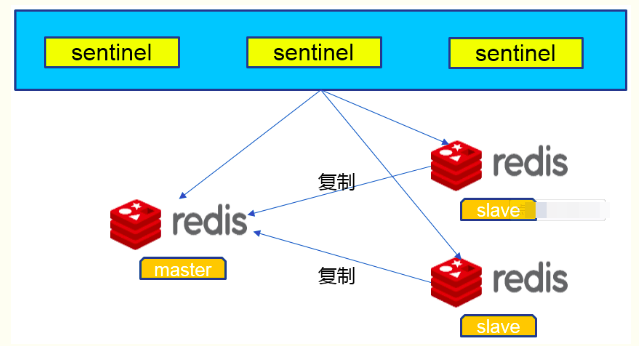 sentinel
sentinel
sentinel
redis
slave
复制
redis
master
复制
redis
slave